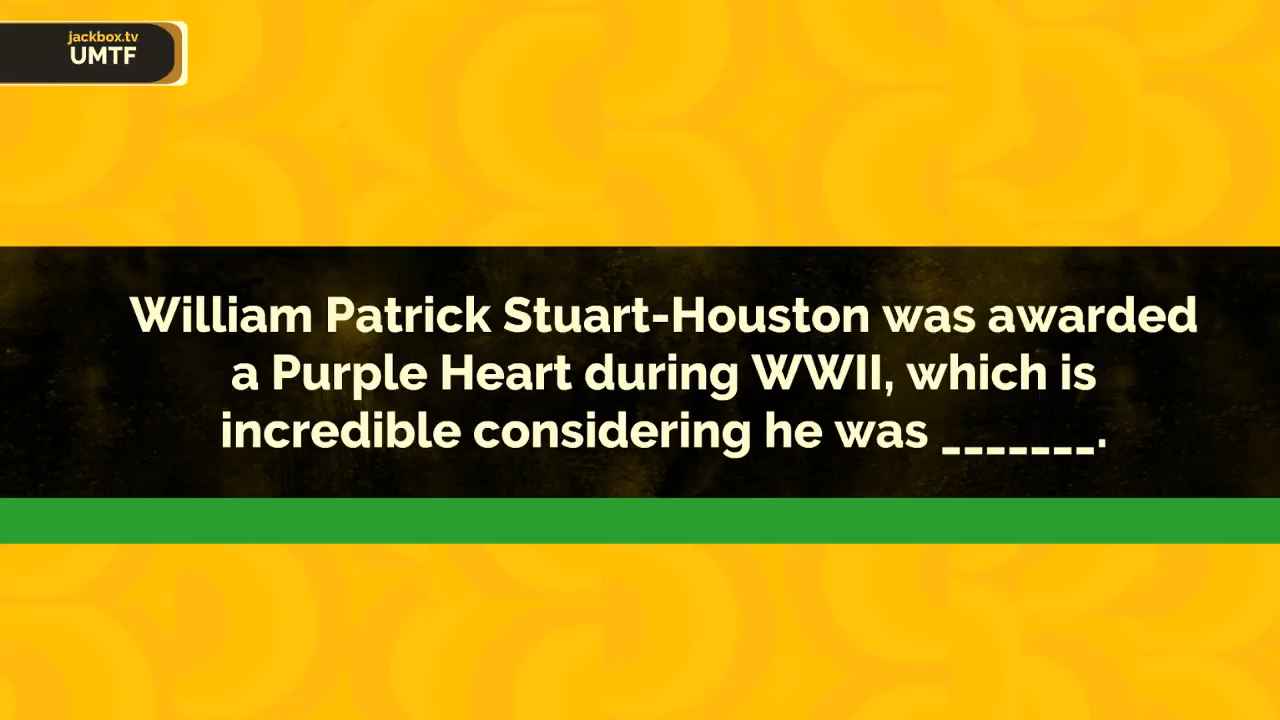 jackbox.tv
UMTF
William Patrick Stuart-Houston was awarded
a Purple Heart during WWII, which is
incredible considering he was _______.